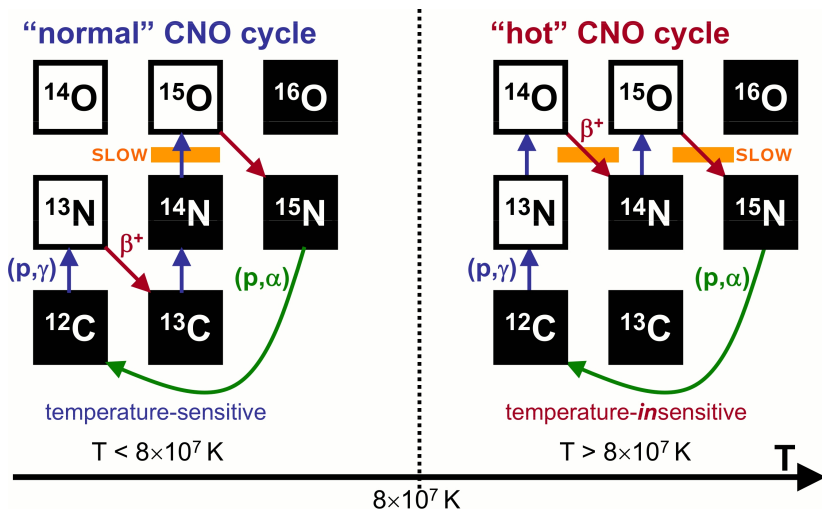 “normal” CNO cycle
¹⁴O ¹⁵O ¹⁶O
SLOW
¹³N ¹⁴N ¹⁵N
β⁺
(p,γ) (p,α)
¹²C ¹³C
temperature-sensitive
T < 8×10⁷ K
“hot” CNO cycle
¹⁴O ¹⁵O ¹⁶O
β⁺
SLOW
¹³N ¹⁴N ¹⁵N
(p,γ) (p,α)
¹²C ¹³C
temperature-insensitive
T > 8×10⁷ K
T
8×10⁷ K